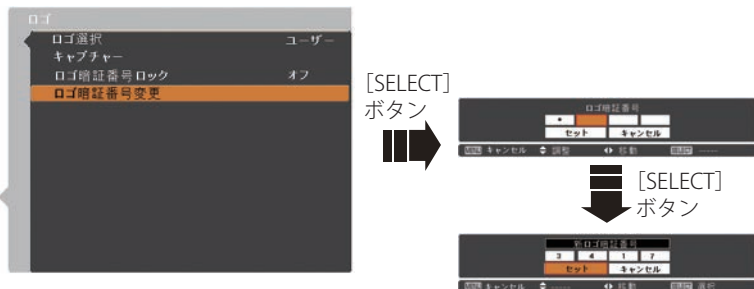 ロゴ
ロゴ選択 ユーザー
キャプチャー
ロゴ暗証番号ロック オフ
ロゴ暗証番号変更
［SELECT］
ボタン
ロゴ暗証番号
*
セット キャンセル
MENU キャンセル 調整 移動 SELECT -----
［SELECT］
ボタン
新ロゴ暗証番号
3 4 1 7
セット キャンセル
MENU キャンセル ----- 移動 SELECT 選択